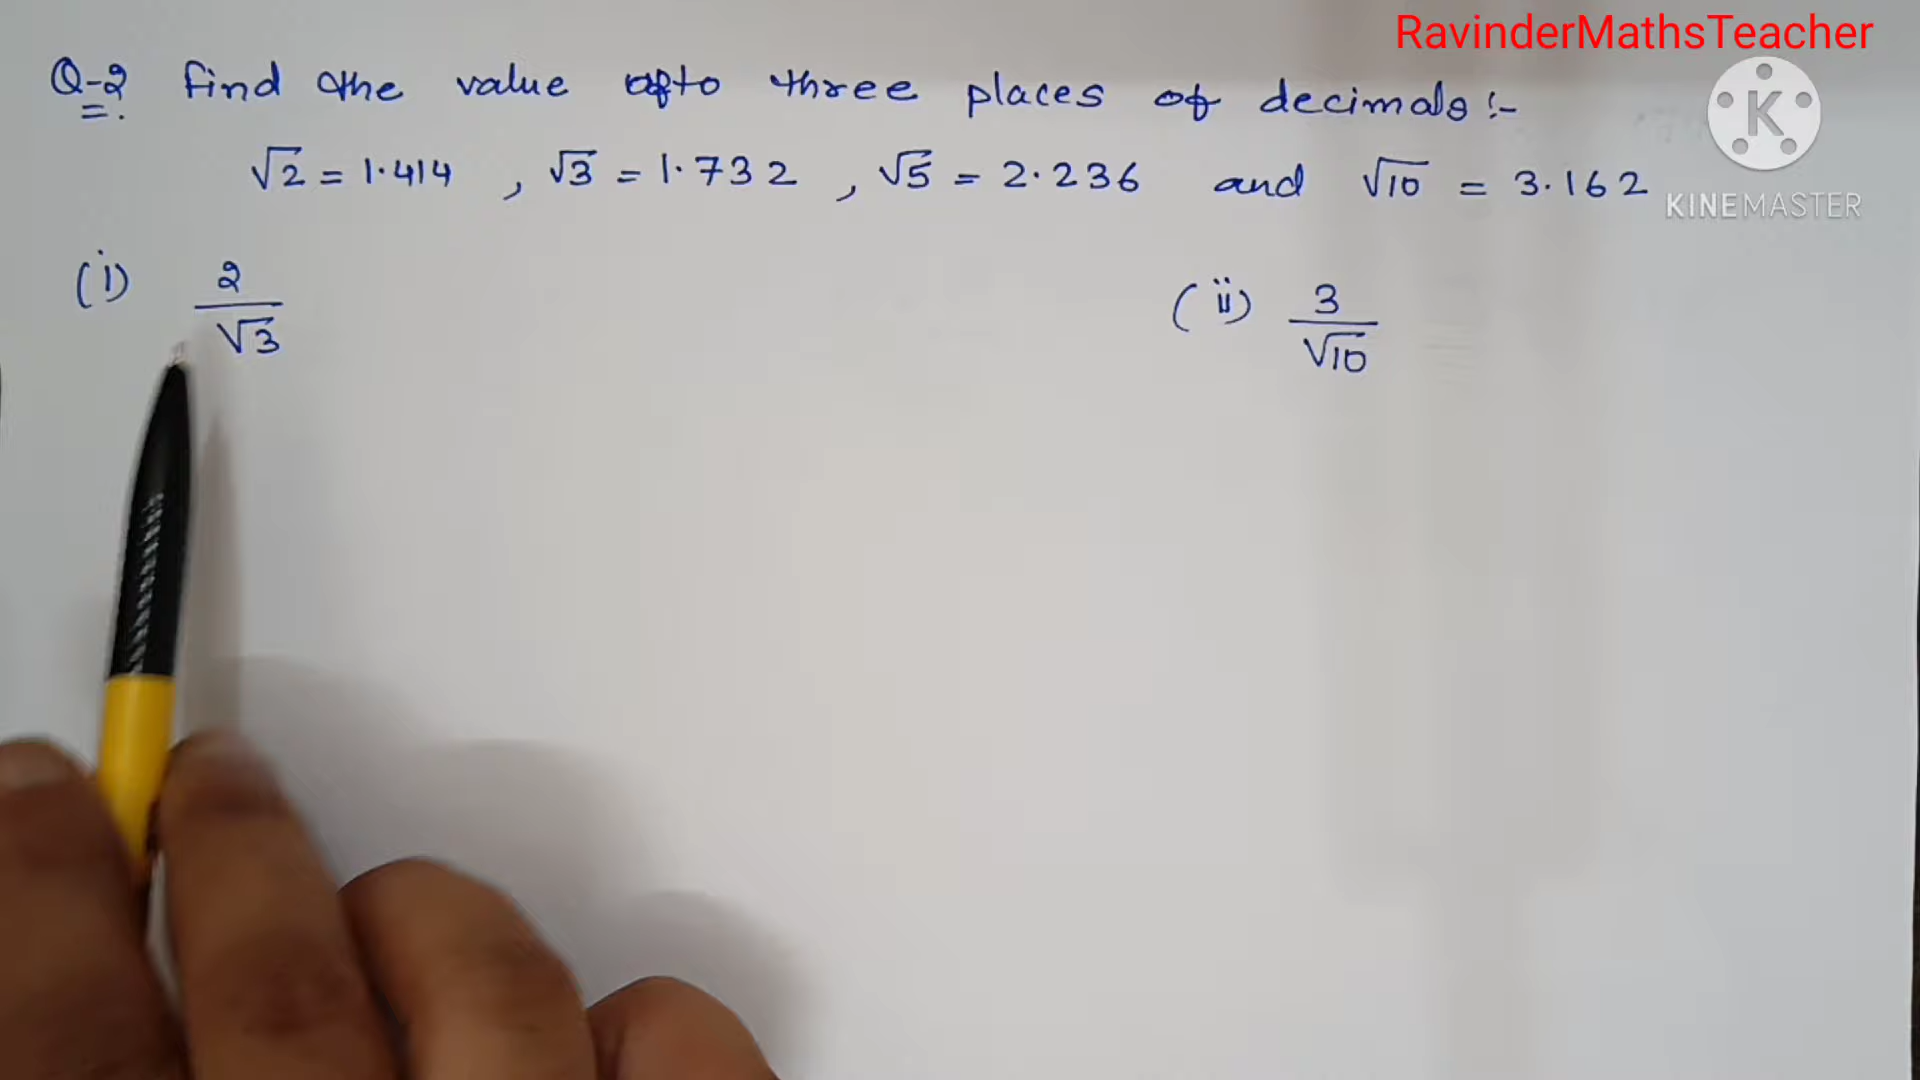 RavinderMathsTeacher
Q-2 find the value upto three places of decimals :-
√2 = 1.414 , √3 = 1.732 , √5 = 2.236 and √10 = 3.162
KINEMASTER
(i) 2/√3 (ii) 3/√10